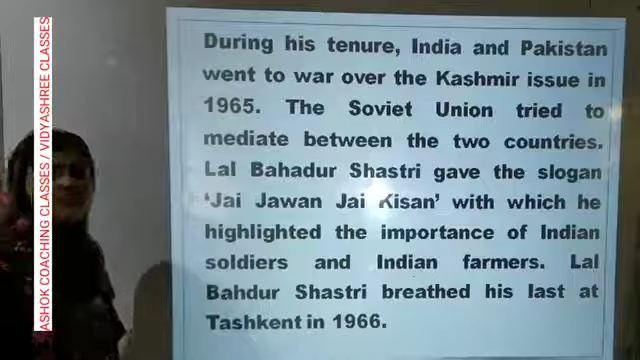 ASHOK COACHING CLASSES / VIDYASHREE CLASSES
During his tenure, India and Pakistan
went to war over the Kashmir issue in
1965. The Soviet Union tried to
mediate between the two countries.
Lal Bahadur Shastri gave the slogan
‘Jai Jawan Jai Kisan’ with which he
highlighted the importance of Indian
soldiers and Indian farmers. Lal
Bahdur Shastri breathed his last at
Tashkent in 1966.